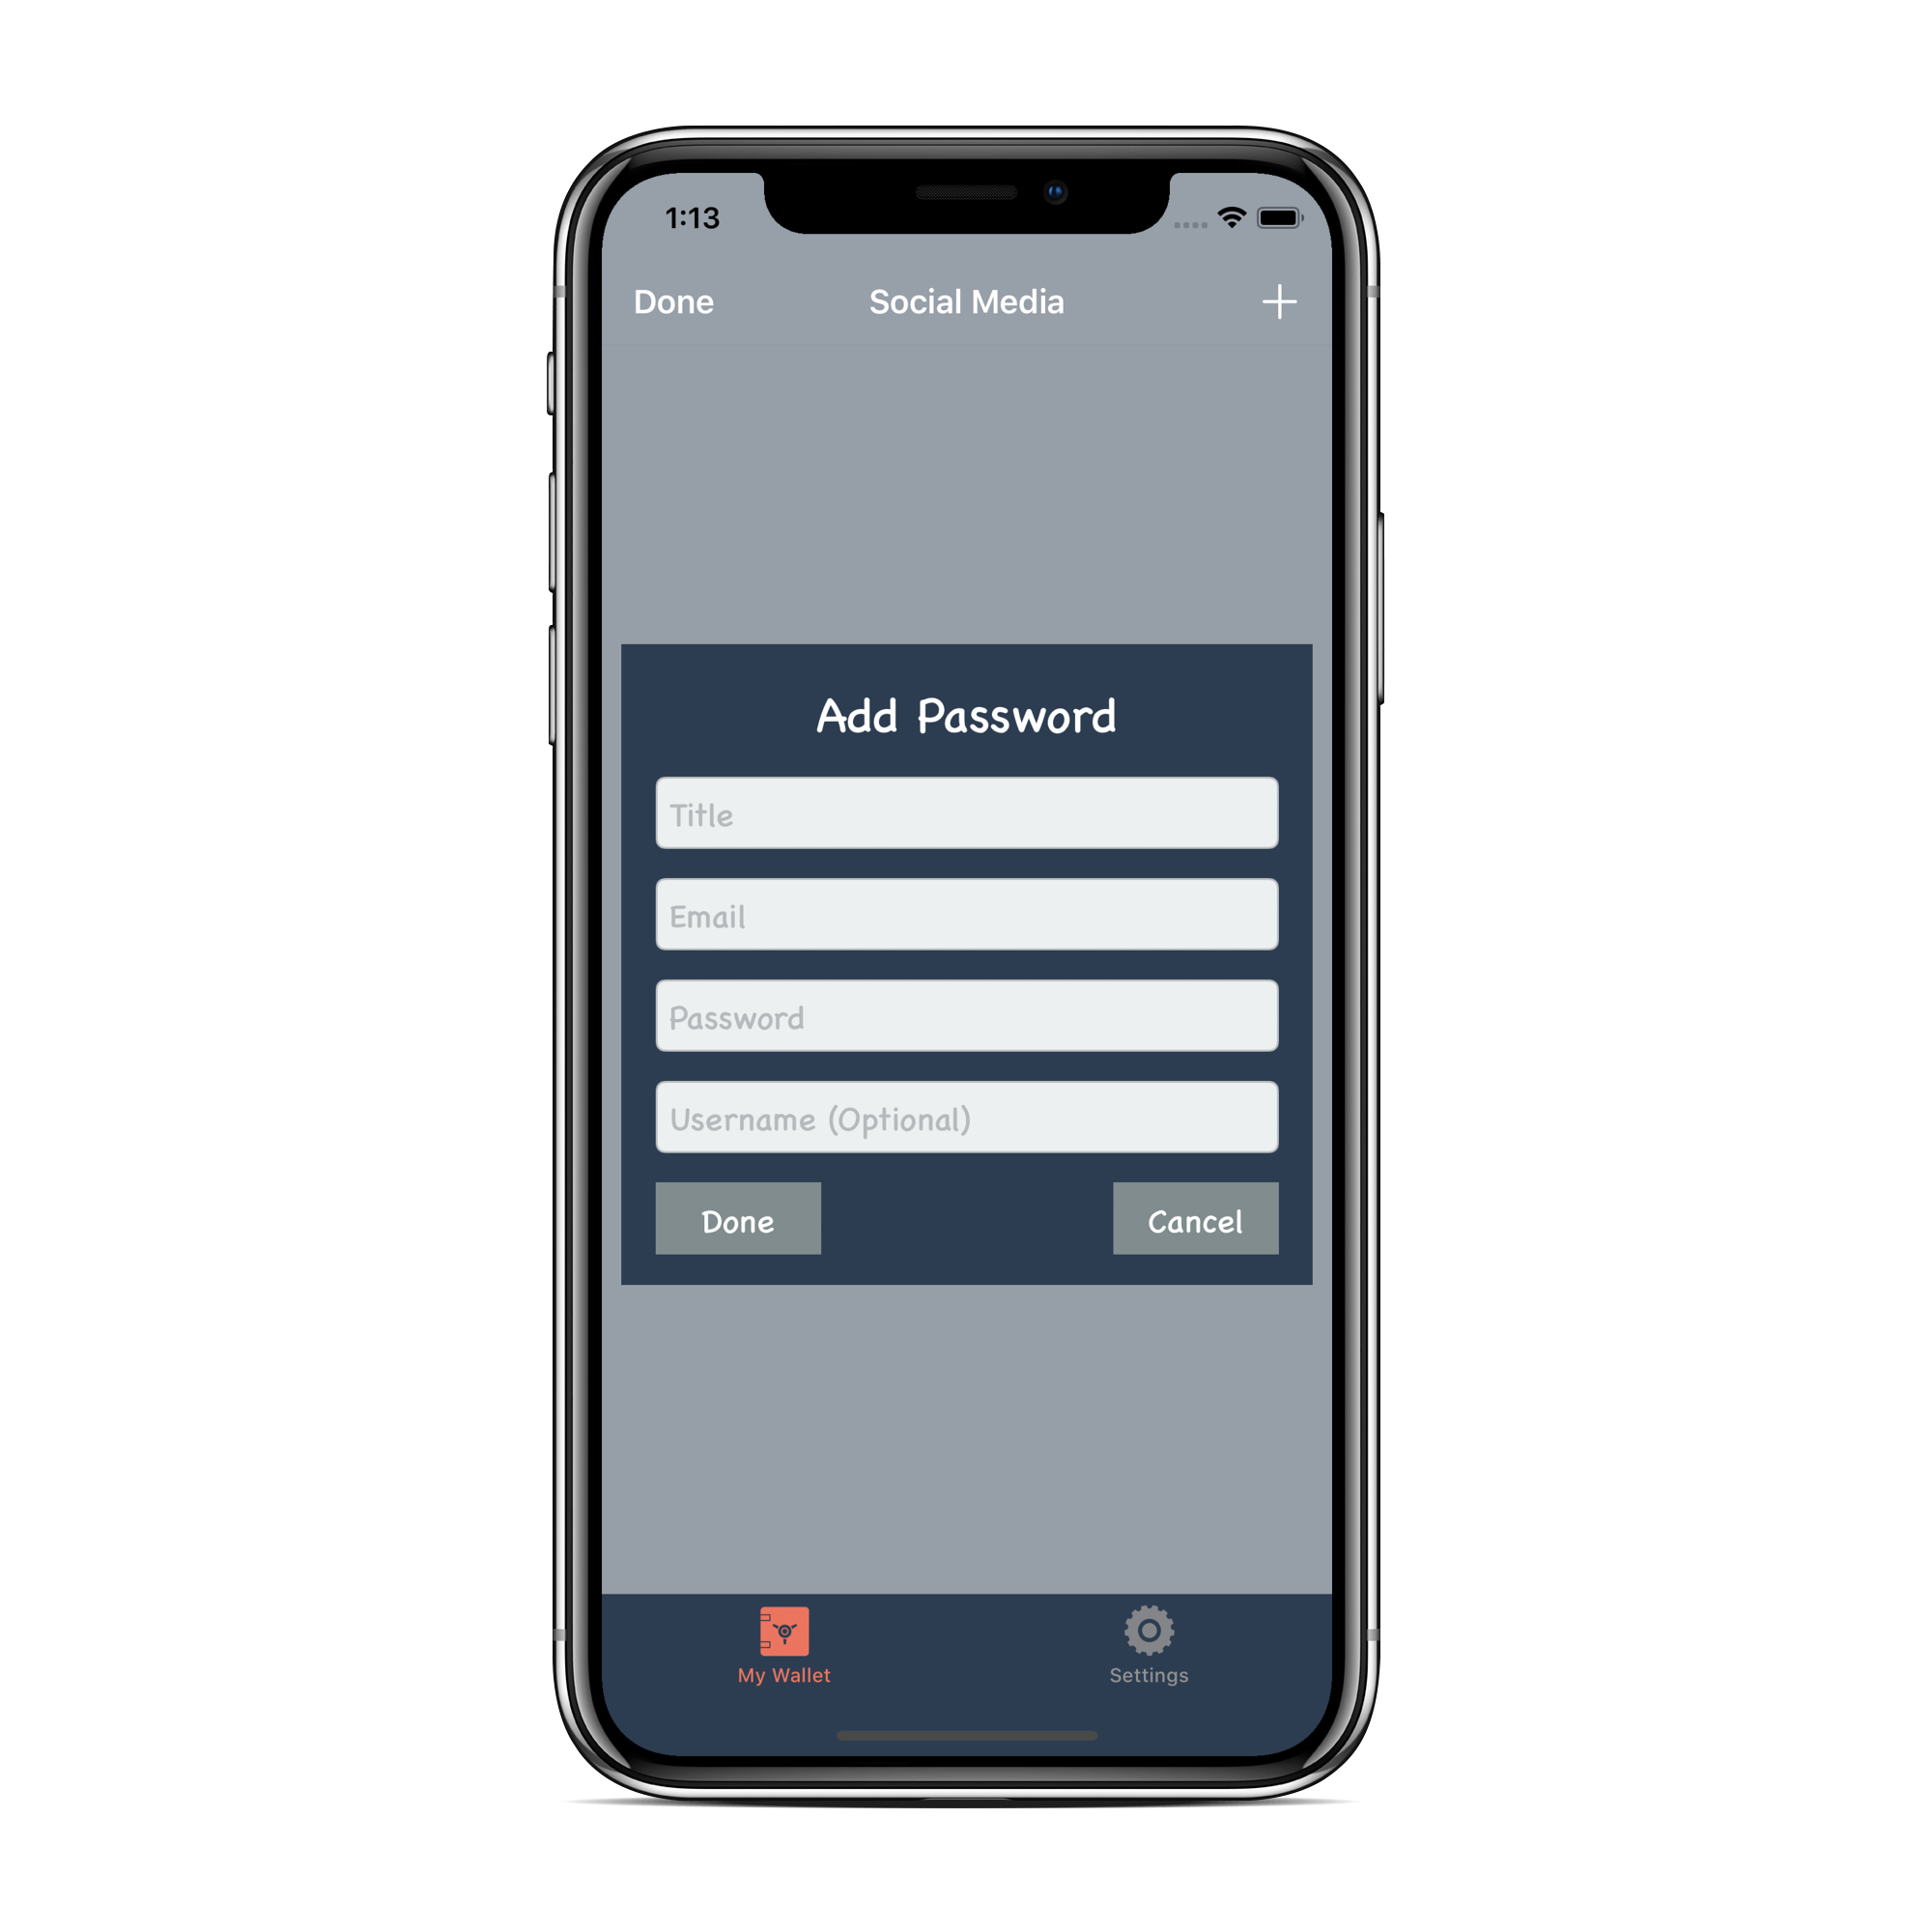 1:13
Done Social Media +
Add Password
Title
Email
Password
Username (Optional)
Done Cancel
My Wallet Settings